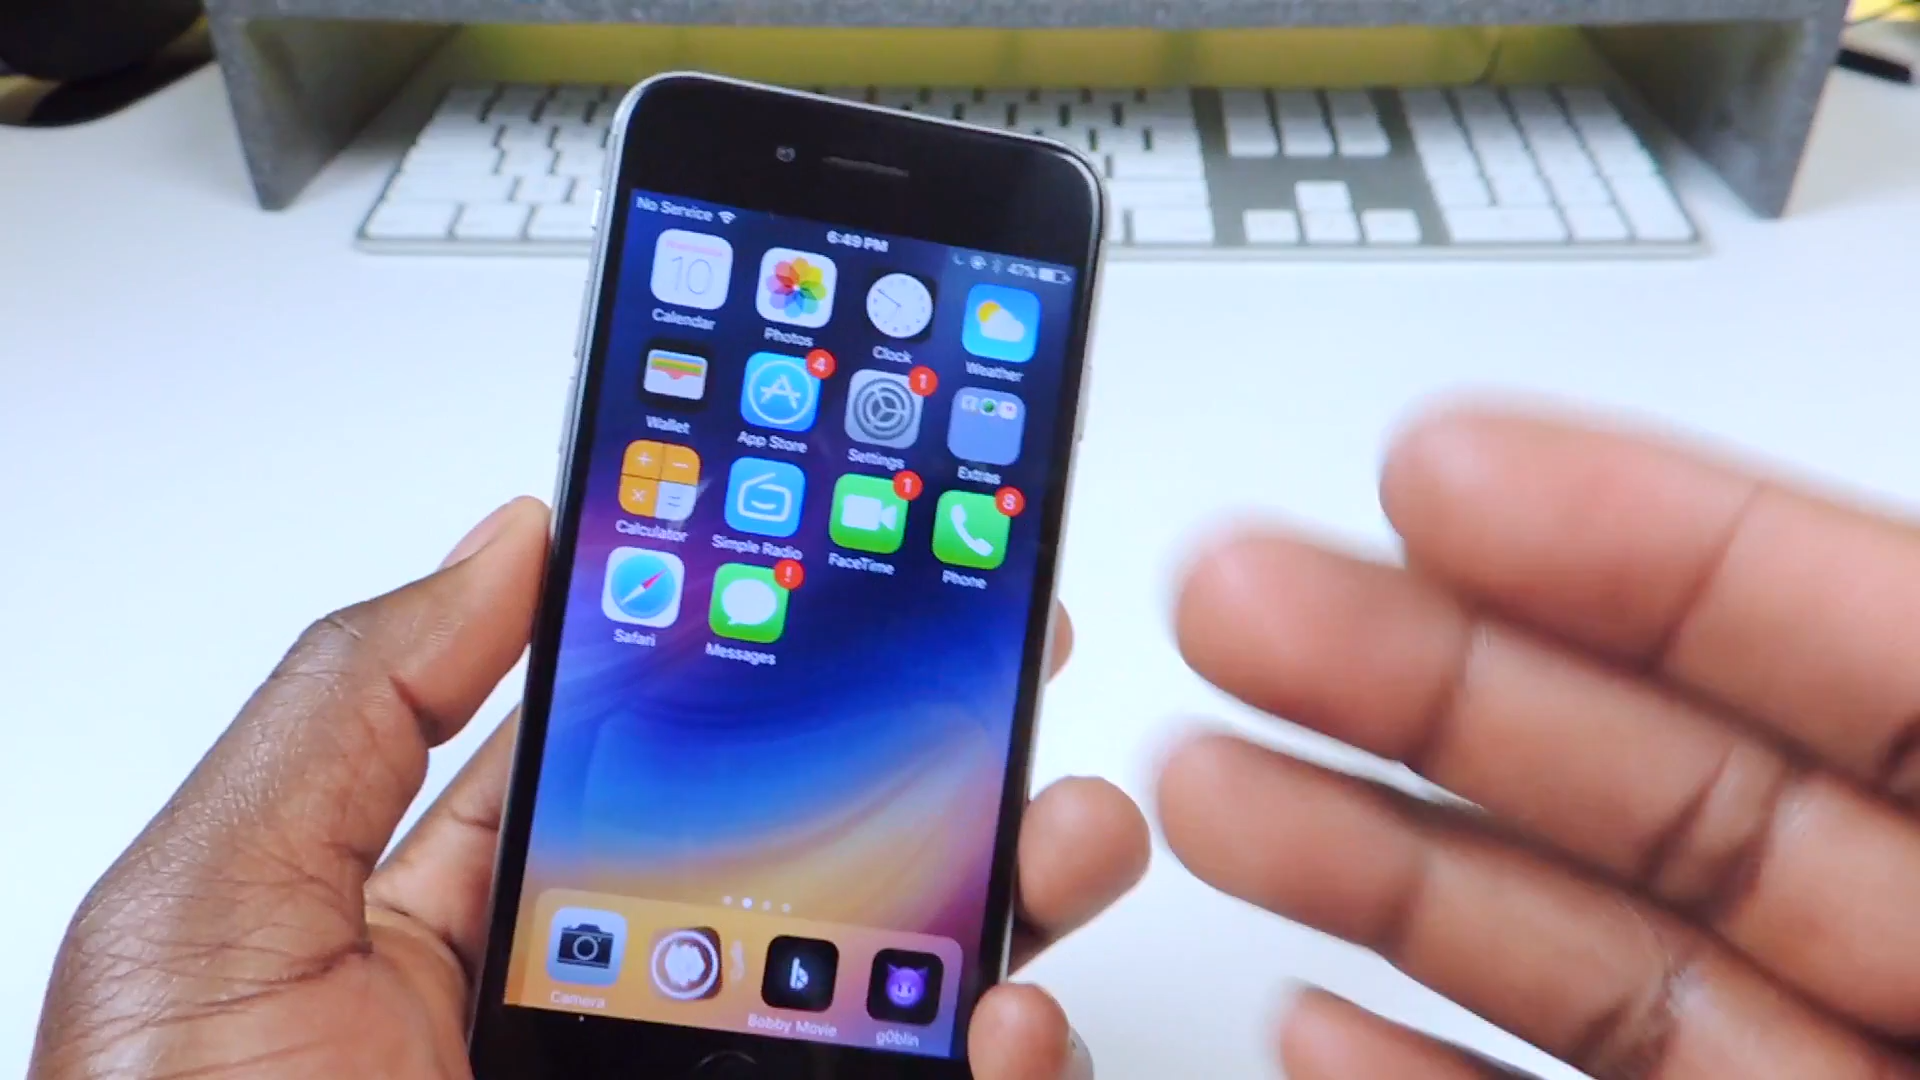 No Service
6:49 PM
47%
10
Calendar
Photos
Clock
Weather
4
1
Wallet
App Store
Settings
Extras
1
8
Calculator
Simple Radio
FaceTime
Phone
!
Safari
Messages
Camera
Bobby Movie
g0blin